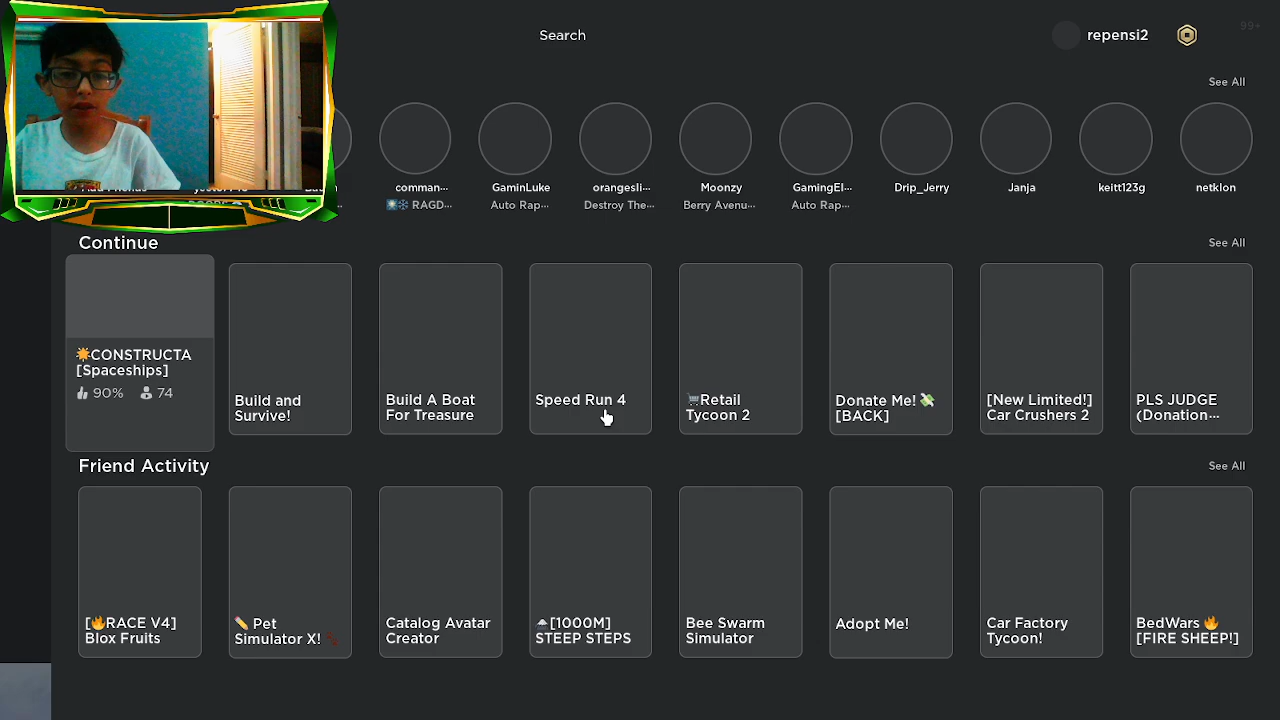 Search
repensi2
99+
See All
comman...
GaminLuke
orangesli...
Moonzy
GamingEl...
Drip_Jerry
Janja
keitt123g
netklon
RAGD...
Auto Rap...
Destroy The...
Berry Avenu...
Auto Rap...
Continue
See All
CONSTRUCTA
[Spaceships]
90% 74
Build and
Survive!
Build A Boat
For Treasure
Speed Run 4
Retail
Tycoon 2
Donate Me!
[BACK]
[New Limited!]
Car Crushers 2
PLS JUDGE
(Donation...
Friend Activity
See All
[🔥RACE V4]
Blox Fruits
Pet
Simulator X!
Catalog Avatar
Creator
[1000M]
STEEP STEPS
Bee Swarm
Simulator
Adopt Me!
Car Factory
Tycoon!
BedWars 🔥
[FIRE SHEEP!]